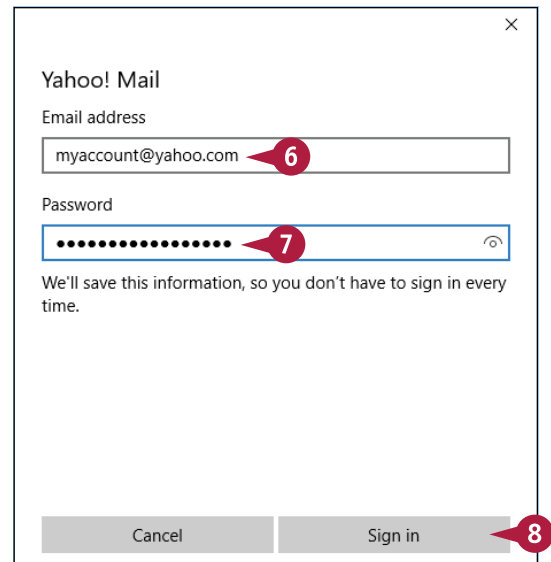 Yahoo! Mail
Email address
myaccount@yahoo.com 6
Password
••••••••••••••••• 7
We'll save this information, so you don't have to sign in every
time.
Cancel Sign in 8